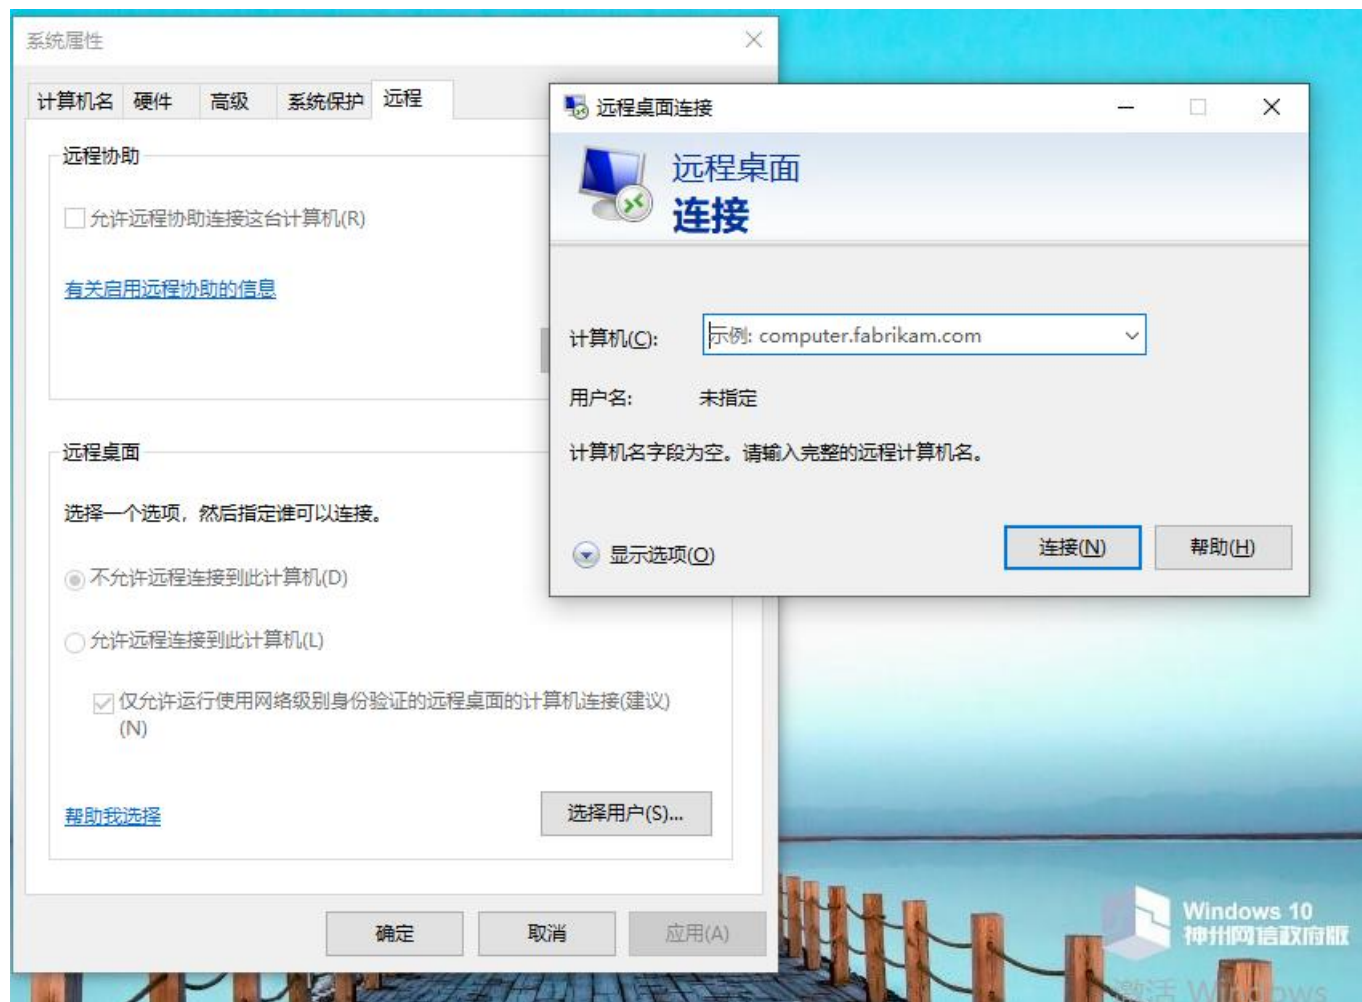 系统属性
计算机名 硬件 高级 系统保护 远程
远程协助
允许远程协助连接这台计算机(R)
有关启用远程协助的信息
远程桌面
选择一个选项，然后指定谁可以连接。
不允许远程连接到此计算机(D)
允许远程连接到此计算机(L)
仅允许运行使用网络级别身份验证的远程桌面的计算机连接(建议)
(N)
帮助我选择
选择用户(S)...
确定 取消 应用(A)
远程桌面连接
远程桌面
连接
计算机(C): 示例: computer.fabrikam.com
用户名: 未指定
计算机名字段为空。请输入完整的远程计算机名。
显示选项(O) 连接(N) 帮助(H)
Windows 10
神州网信政府版
激活 Windows